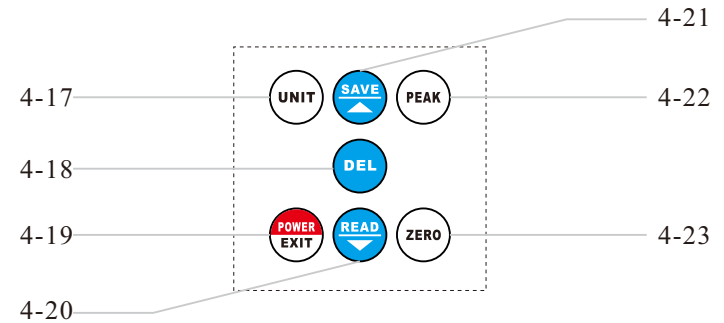 4-21
4-17 UNIT SAVE PEAK 4-22
4-18 DEL
4-19 POWER EXIT READ ZERO 4-23
4-20